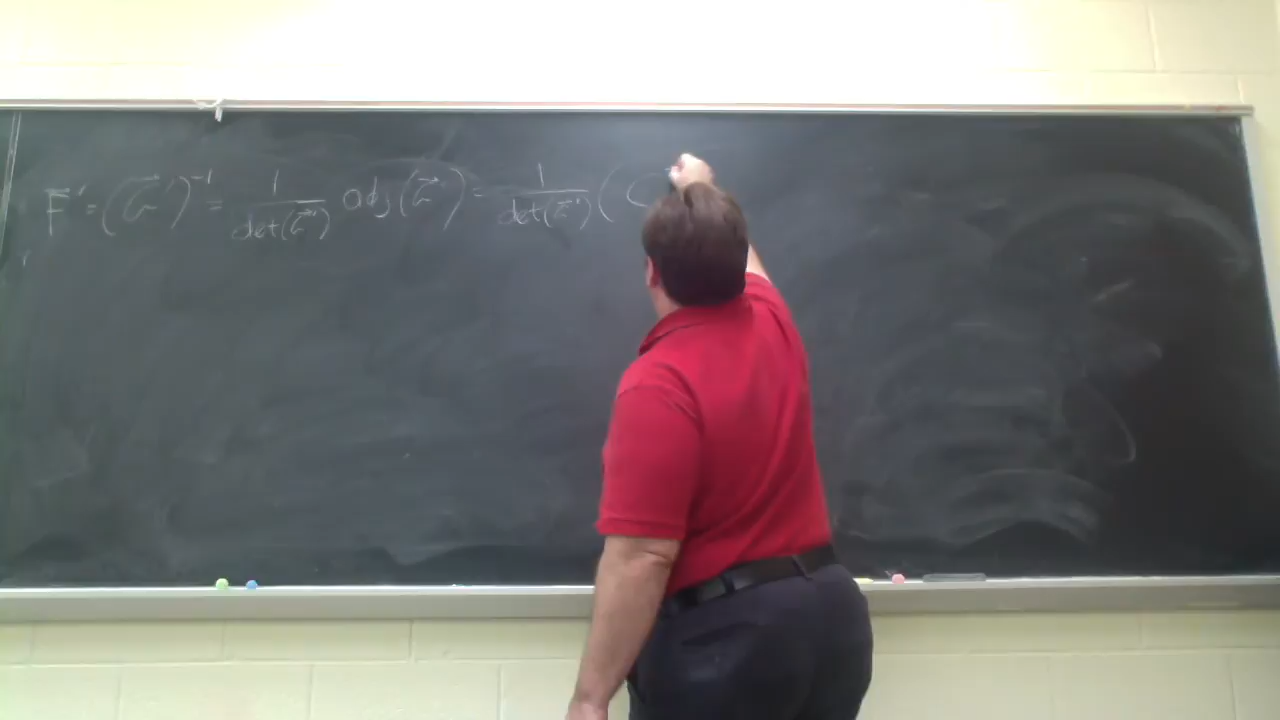 F⃗' = (G⃗')⁻¹ = 1/det(G⃗') adj(G⃗') = 1/det(G⃗') (C